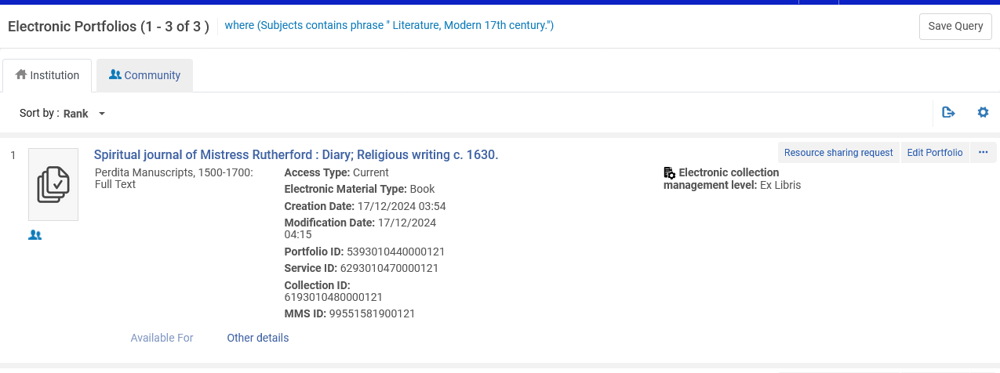 Electronic Portfolios (1 - 3 of 3 ) where (Subjects contains phrase " Literature, Modern 17th century.") Save Query
Institution Community
Sort by : Rank
1 Spiritual journal of Mistress Rutherford : Diary; Religious writing c. 1630. Resource sharing request Edit Portfolio ...
Perdita Manuscripts, 1500-1700:
Full Text
Access Type: Current
Electronic Material Type: Book
Creation Date: 17/12/2024 03:54
Modification Date: 17/12/2024
04:15
Portfolio ID: 5393010440000121
Service ID: 6293010470000121
Collection ID:
6193010480000121
MMS ID: 99551581900121
Electronic collection
management level: Ex Libris
Available For Other details